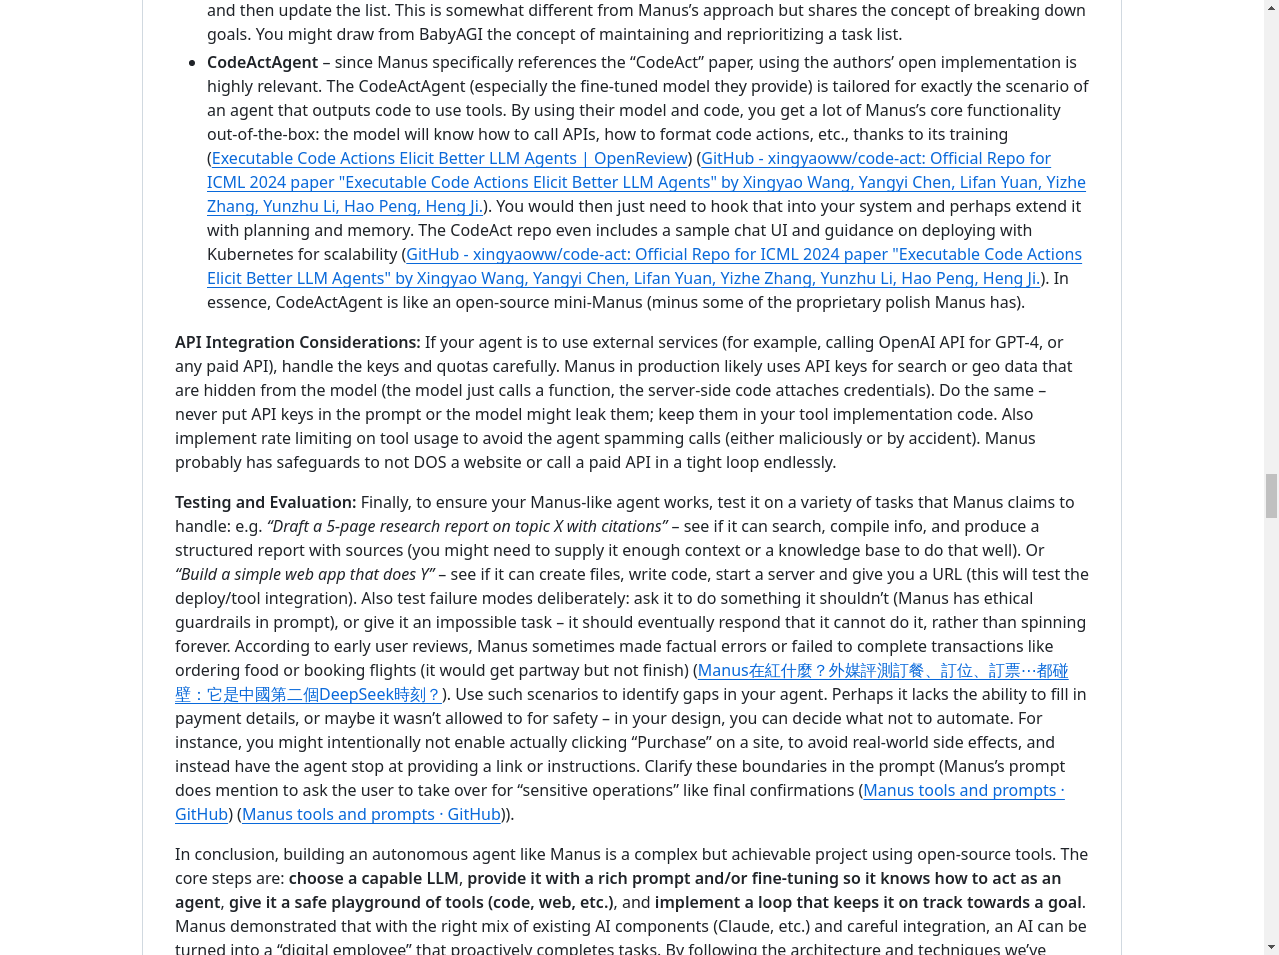 and then update the list. This is somewhat different from Manus’s approach but shares the concept of breaking down
goals. You might draw from BabyAGI the concept of maintaining and reprioritizing a task list.
• CodeActAgent – since Manus specifically references the “CodeAct” paper, using the authors’ open implementation is
highly relevant. The CodeActAgent (especially the fine-tuned model they provide) is tailored for exactly the scenario of
an agent that outputs code to use tools. By using their model and code, you get a lot of Manus’s core functionality
out-of-the-box: the model will know how to call APIs, how to format code actions, etc., thanks to its training
(Executable Code Actions Elicit Better LLM Agents | OpenReview) (GitHub - xingyaoww/code-act: Official Repo for
ICML 2024 paper "Executable Code Actions Elicit Better LLM Agents" by Xingyao Wang, Yangyi Chen, Lifan Yuan, Yizhe
Zhang, Yunzhu Li, Hao Peng, Heng Ji.). You would then just need to hook that into your system and perhaps extend it
with planning and memory. The CodeAct repo even includes a sample chat UI and guidance on deploying with
Kubernetes for scalability (GitHub - xingyaoww/code-act: Official Repo for ICML 2024 paper "Executable Code Actions
Elicit Better LLM Agents" by Xingyao Wang, Yangyi Chen, Lifan Yuan, Yizhe Zhang, Yunzhu Li, Hao Peng, Heng Ji.). In
essence, CodeActAgent is like an open-source mini-Manus (minus some of the proprietary polish Manus has).
API Integration Considerations: If your agent is to use external services (for example, calling OpenAI API for GPT-4, or
any paid API), handle the keys and quotas carefully. Manus in production likely uses API keys for search or geo data that
are hidden from the model (the model just calls a function, the server-side code attaches credentials). Do the same –
never put API keys in the prompt or the model might leak them; keep them in your tool implementation code. Also
implement rate limiting on tool usage to avoid the agent spamming calls (either maliciously or by accident). Manus
probably has safeguards to not DOS a website or call a paid API in a tight loop endlessly.
Testing and Evaluation: Finally, to ensure your Manus-like agent works, test it on a variety of tasks that Manus claims to
handle: e.g. “Draft a 5-page research report on topic X with citations” – see if it can search, compile info, and produce a
structured report with sources (you might need to supply it enough context or a knowledge base to do that well). Or
“Build a simple web app that does Y” – see if it can create files, write code, start a server and give you a URL (this will test the
deploy/tool integration). Also test failure modes deliberately: ask it to do something it shouldn’t (Manus has ethical
guardrails in prompt), or give it an impossible task – it should eventually respond that it cannot do it, rather than spinning
forever. According to early user reviews, Manus sometimes made factual errors or failed to complete transactions like
ordering food or booking flights (it would get partway but not finish) (Manus在紅什麼？外媒評測訂餐、訂位、訂票⋯都碰
壁：它是中國第二個DeepSeek時刻？). Use such scenarios to identify gaps in your agent. Perhaps it lacks the ability to fill in
payment details, or maybe it wasn’t allowed to for safety – in your design, you can decide what not to automate. For
instance, you might intentionally not enable actually clicking “Purchase” on a site, to avoid real-world side effects, and
instead have the agent stop at providing a link or instructions. Clarify these boundaries in the prompt (Manus’s prompt
does mention to ask the user to take over for “sensitive operations” like final confirmations (Manus tools and prompts ·
GitHub) (Manus tools and prompts · GitHub)).
In conclusion, building an autonomous agent like Manus is a complex but achievable project using open-source tools. The
core steps are: choose a capable LLM, provide it with a rich prompt and/or fine-tuning so it knows how to act as an
agent, give it a safe playground of tools (code, web, etc.), and implement a loop that keeps it on track towards a goal.
Manus demonstrated that with the right mix of existing AI components (Claude, etc.) and careful integration, an AI can be
turned into a “digital employee” that proactively completes tasks. By following the architecture and techniques we’ve